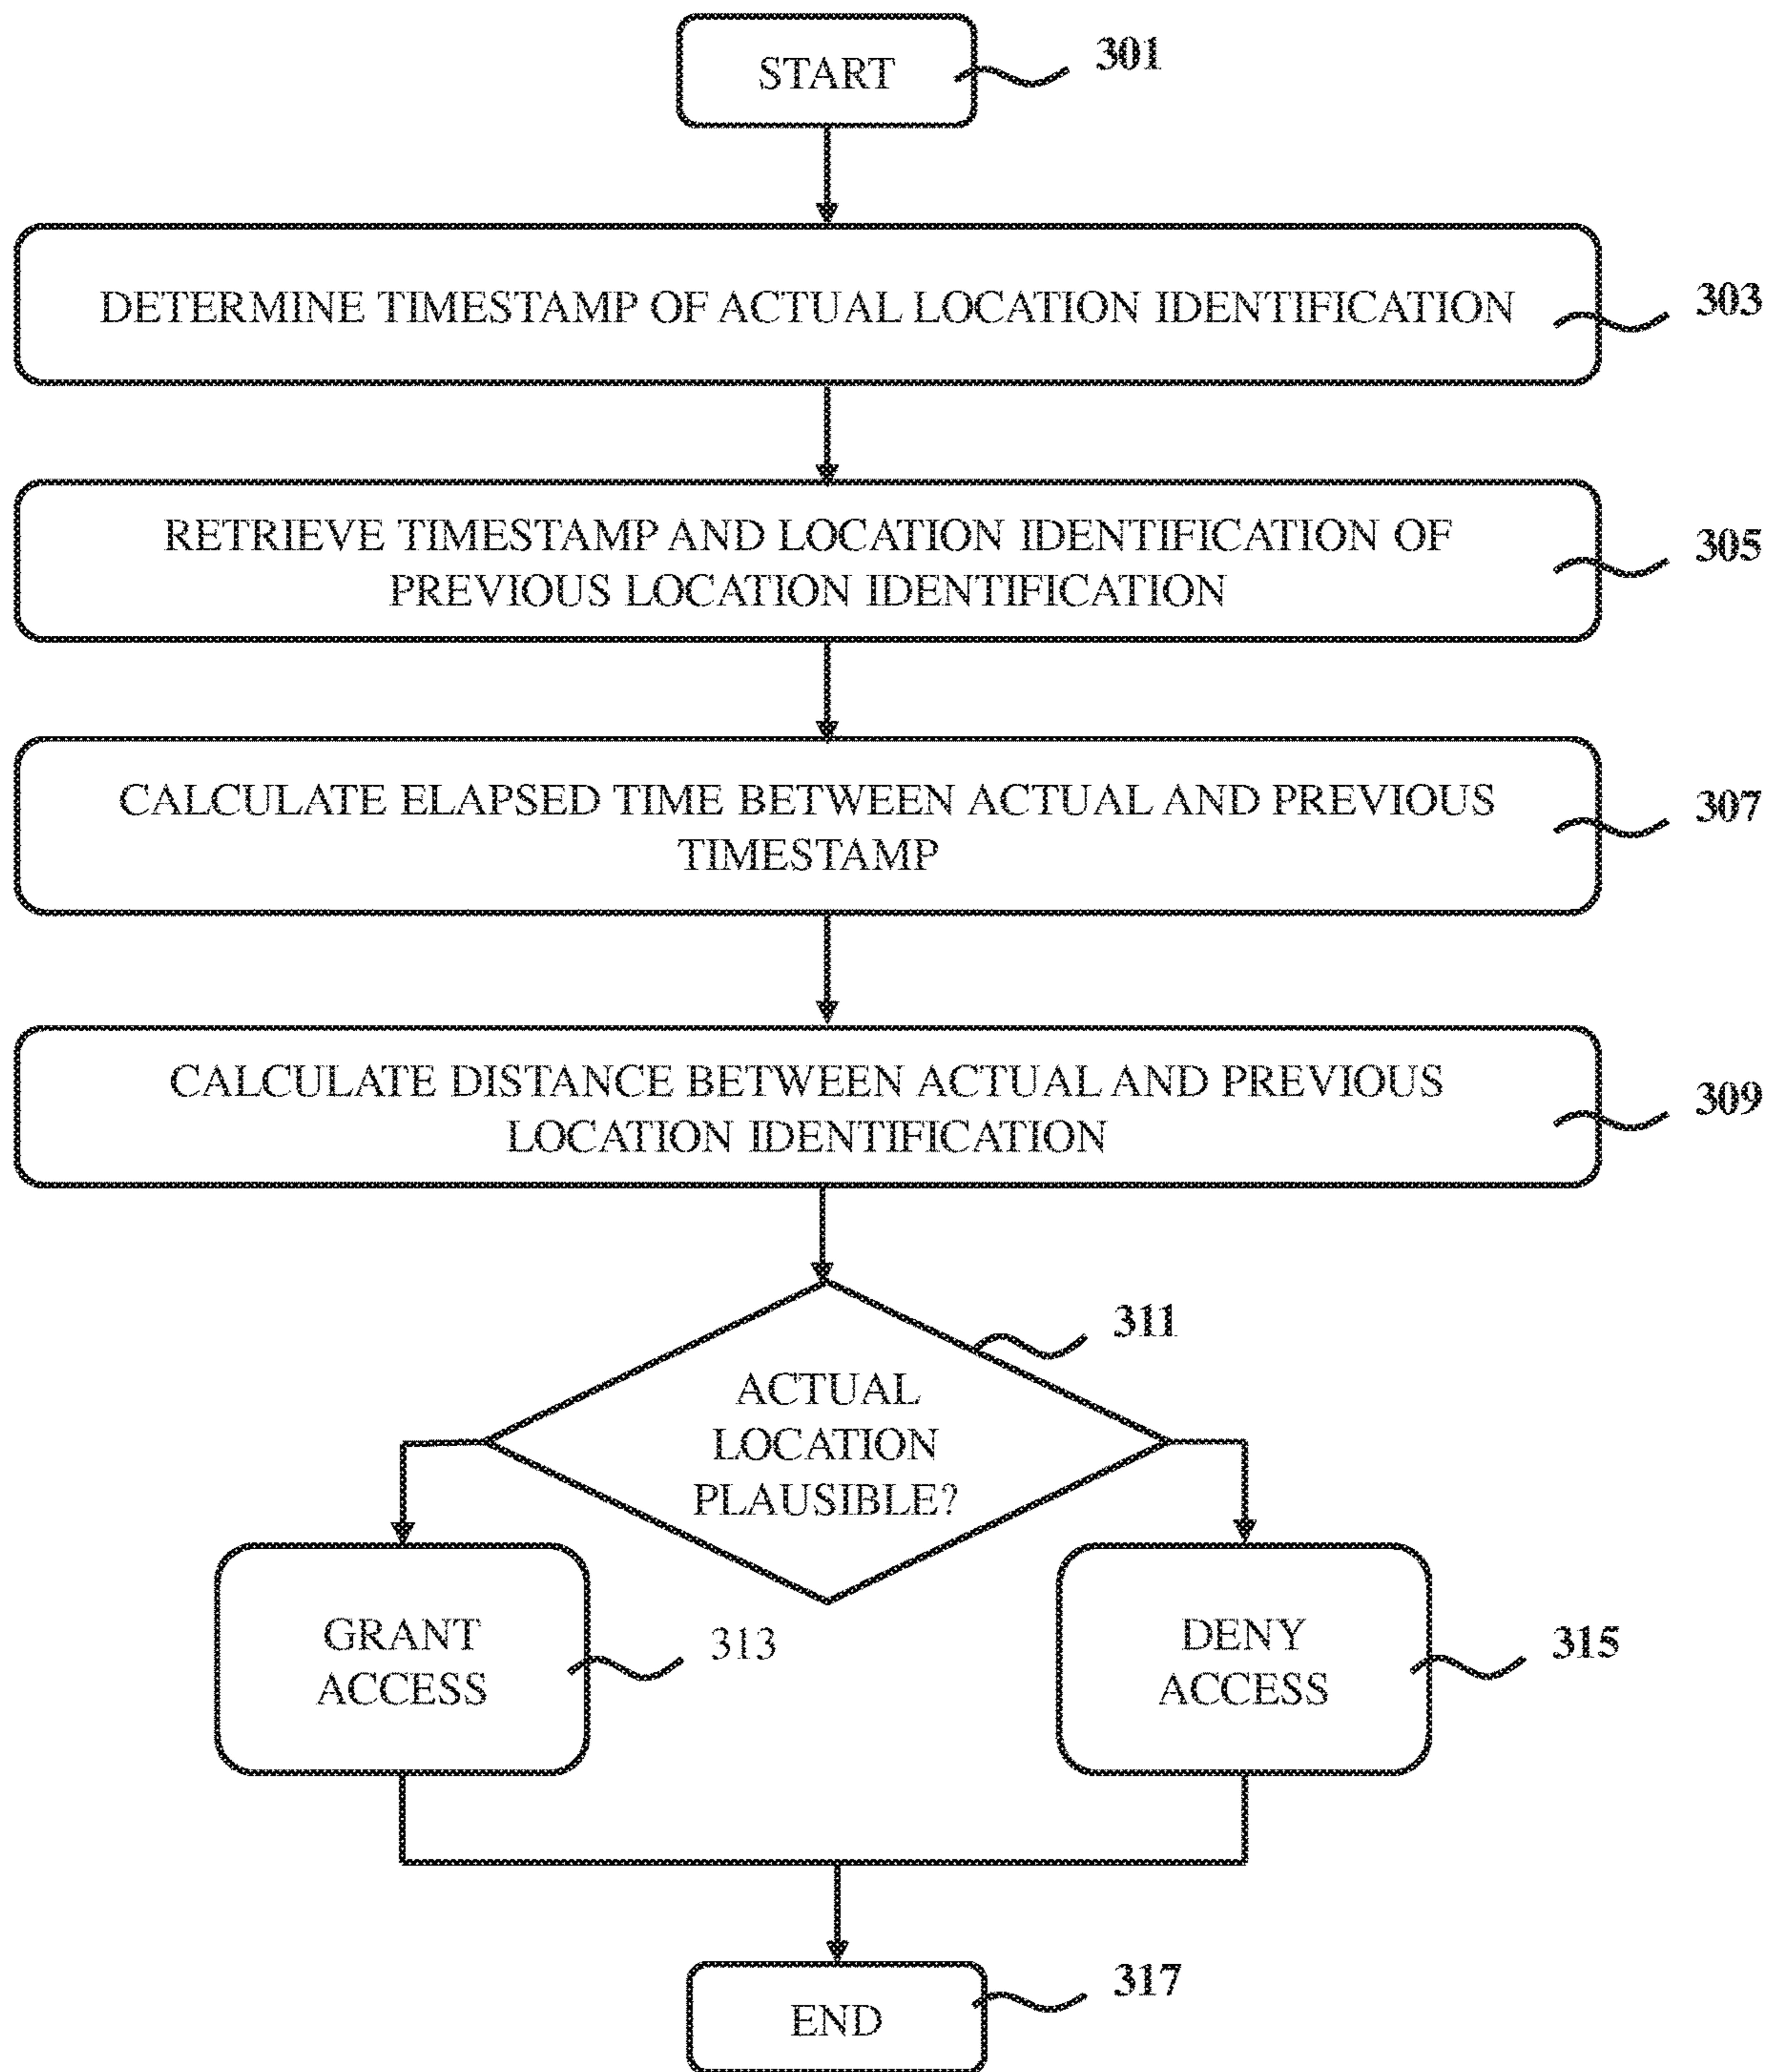 START
301
DETERMINE TIMESTAMP OF ACTUAL LOCATION IDENTIFICATION
303
RETRIEVE TIMESTAMP AND LOCATION IDENTIFICATION OF
PREVIOUS LOCATION IDENTIFICATION
305
CALCULATE ELAPSED TIME BETWEEN ACTUAL AND PREVIOUS
TIMESTAMP
307
CALCULATE DISTANCE BETWEEN ACTUAL AND PREVIOUS
LOCATION IDENTIFICATION
309
311
ACTUAL
LOCATION
PLAUSIBLE?
GRANT
ACCESS
313
DENY
ACCESS
315
317
END